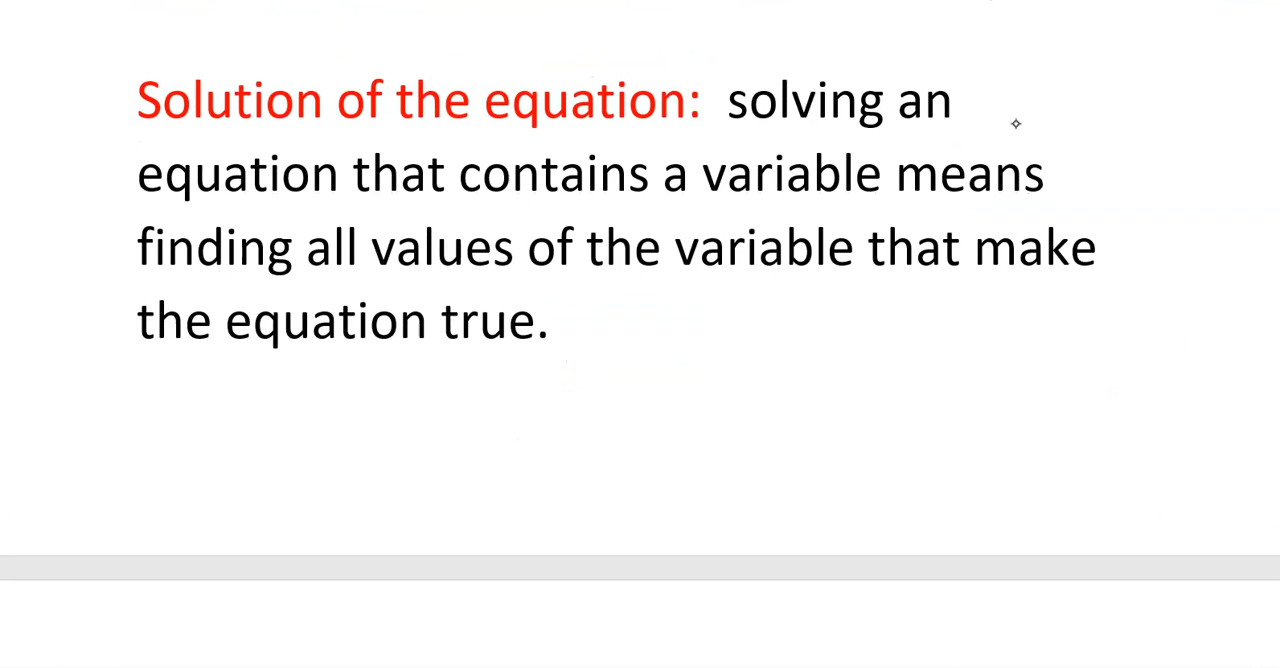 Solution of the equation: solving an
equation that contains a variable means
finding all values of the variable that make
the equation true.